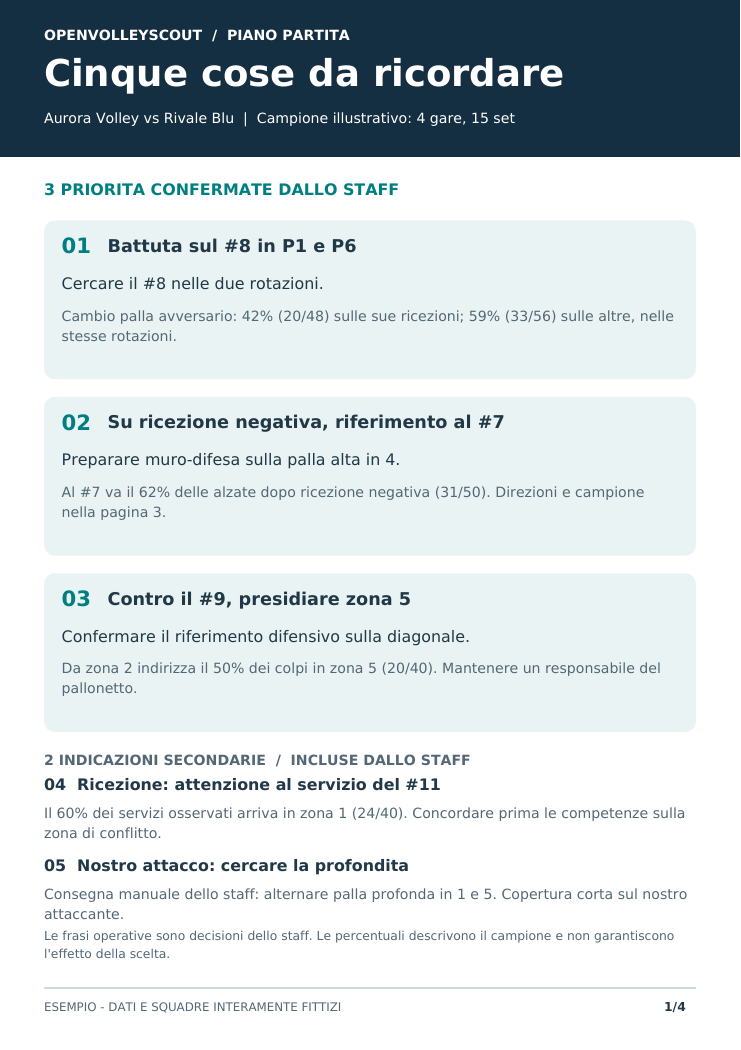 OPENVOLLEYSCOUT / PIANO PARTITA
Cinque cose da ricordare
Aurora Volley vs Rivale Blu | Campione illustrativo: 4 gare, 15 set
3 PRIORITA CONFERMATE DALLO STAFF
01 Battuta sul #8 in P1 e P6
Cercare il #8 nelle due rotazioni.
Cambio palla avversario: 42% (20/48) sulle sue ricezioni; 59% (33/56) sulle altre, nelle
stesse rotazioni.
02 Su ricezione negativa, riferimento al #7
Preparare muro-difesa sulla palla alta in 4.
Al #7 va il 62% delle alzate dopo ricezione negativa (31/50). Direzioni e campione
nella pagina 3.
03 Contro il #9, presidiare zona 5
Confermare il riferimento difensivo sulla diagonale.
Da zona 2 indirizza il 50% dei colpi in zona 5 (20/40). Mantenere un responsabile del
pallonetto.
2 INDICAZIONI SECONDARIE / INCLUSE DALLO STAFF
04 Ricezione: attenzione al servizio del #11
Il 60% dei servizi osservati arriva in zona 1 (24/40). Concordare prima le competenze sulla
zona di conflitto.
05 Nostro attacco: cercare la profondita
Consegna manuale dello staff: alternare palla profonda in 1 e 5. Copertura corta sul nostro
attaccante.
Le frasi operative sono decisioni dello staff. Le percentuali descrivono il campione e non garantiscono
l'effetto della scelta.
ESEMPIO - DATI E SQUADRE INTERAMENTE FITTIZI
1/4